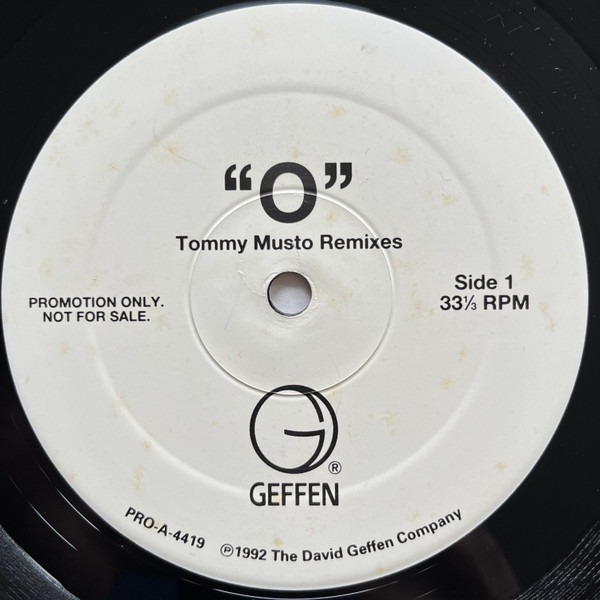 “O”
Tommy Musto Remixes
PROMOTION ONLY.
NOT FOR SALE.
Side 1
33⅓ RPM
G®
GEFFEN
PRO-A-4419 ℗1992 The David Geffen Company